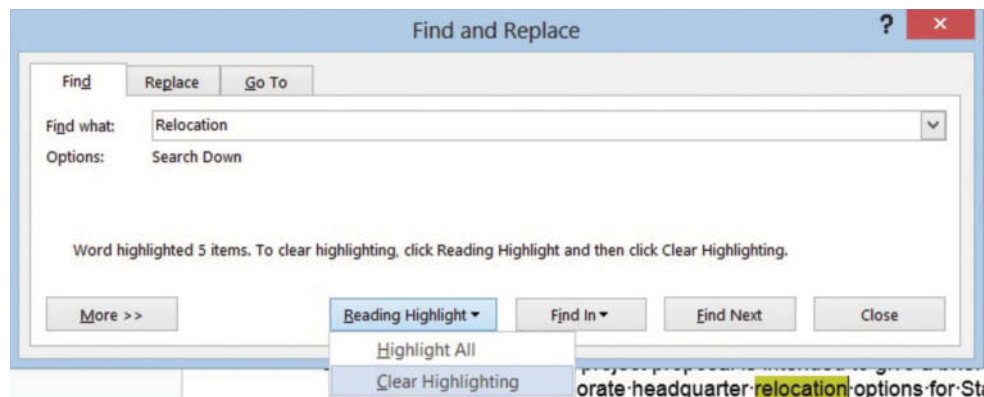 Find and Replace ?
Find Replace Go To
Find what: Relocation
Options: Search Down
Word highlighted 5 items. To clear highlighting, click Reading Highlight and then click Clear Highlighting.
More >> Reading Highlight Find In Find Next Close
Highlight All
Clear Highlighting
orate·headquarter·relocation·options·for·Sta